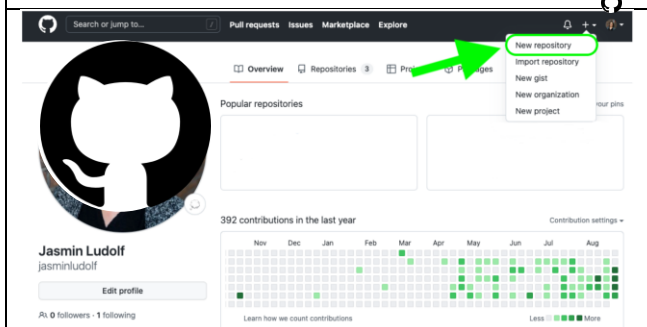 Search or jump to... /
Pull requests Issues Marketplace Explore
New repository
Import repository
New gist
New organization
New project
Overview Repositories 3
Popular repositories
your pins
392 contributions in the last year
Contribution settings
Nov Dec Jan Feb Mar Apr May Jun Jul Aug
Learn how we count contributions
Less More
Jasmin Ludolf
jasminludolf
Edit profile
0 followers · 1 following